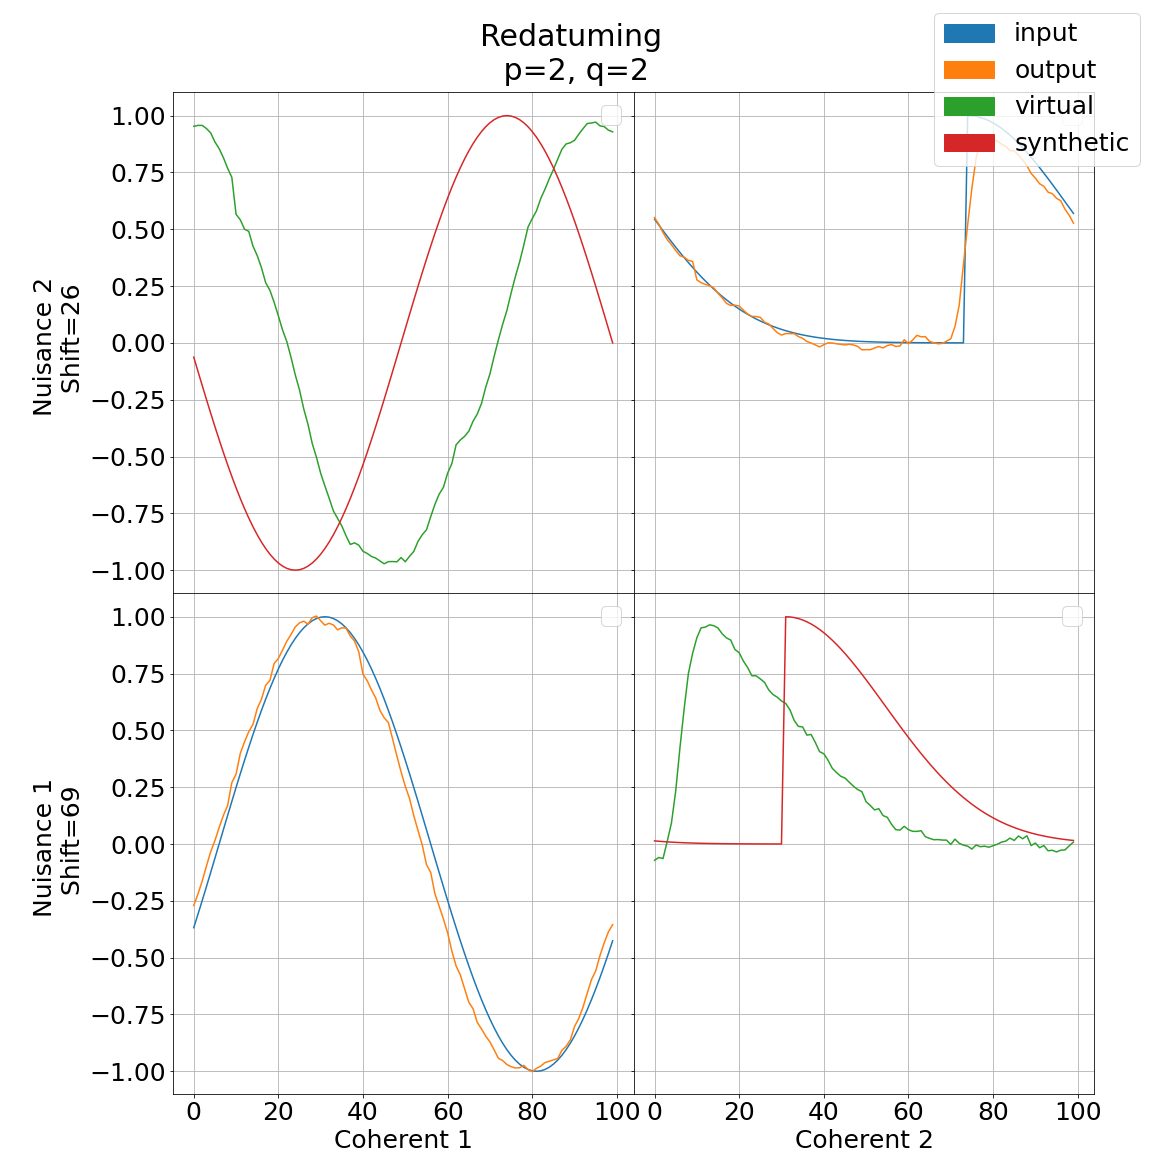 Redatuming
p=2, q=2
input
output
virtual
synthetic
Nuisance 2
Shift=26
1.00
0.75
0.50
0.25
0.00
−0.25
−0.50
−0.75
−1.00
Nuisance 1
Shift=69
1.00
0.75
0.50
0.25
0.00
−0.25
−0.50
−0.75
−1.00
0 20 40 60 80 100 0 20 40 60 80 100
Coherent 1 Coherent 2